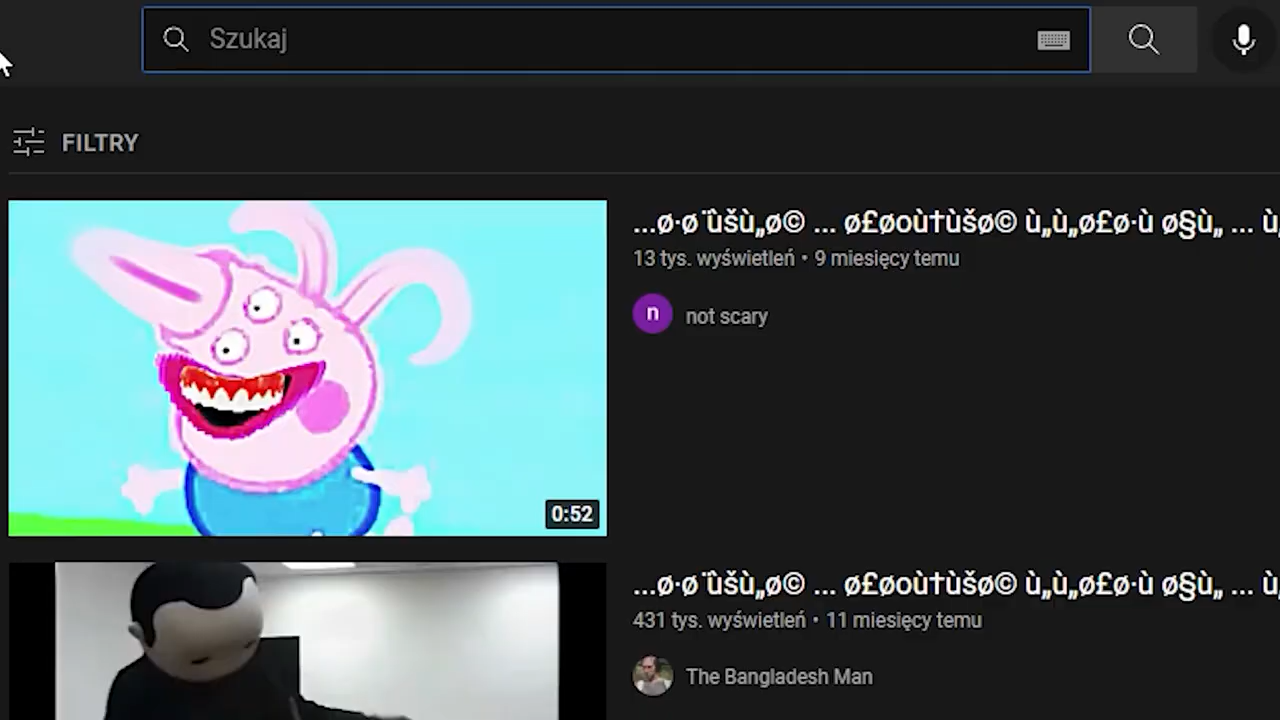 Szukaj
FILTRY
...ø·ø¨ùšù„ø© ... ø£øoù†ùšø© ù„ù„ø£ø·ù ø§ù„ ... ù
13 tys. wyświetleń • 9 miesięcy temu
n not scary
0:52
...ø·ø¨ùšù„ø© ... ø£øoù†ùšø© ù„ù„ø£ø·ù ø§ù„ ... ù
431 tys. wyświetleń • 11 miesięcy temu
The Bangladesh Man